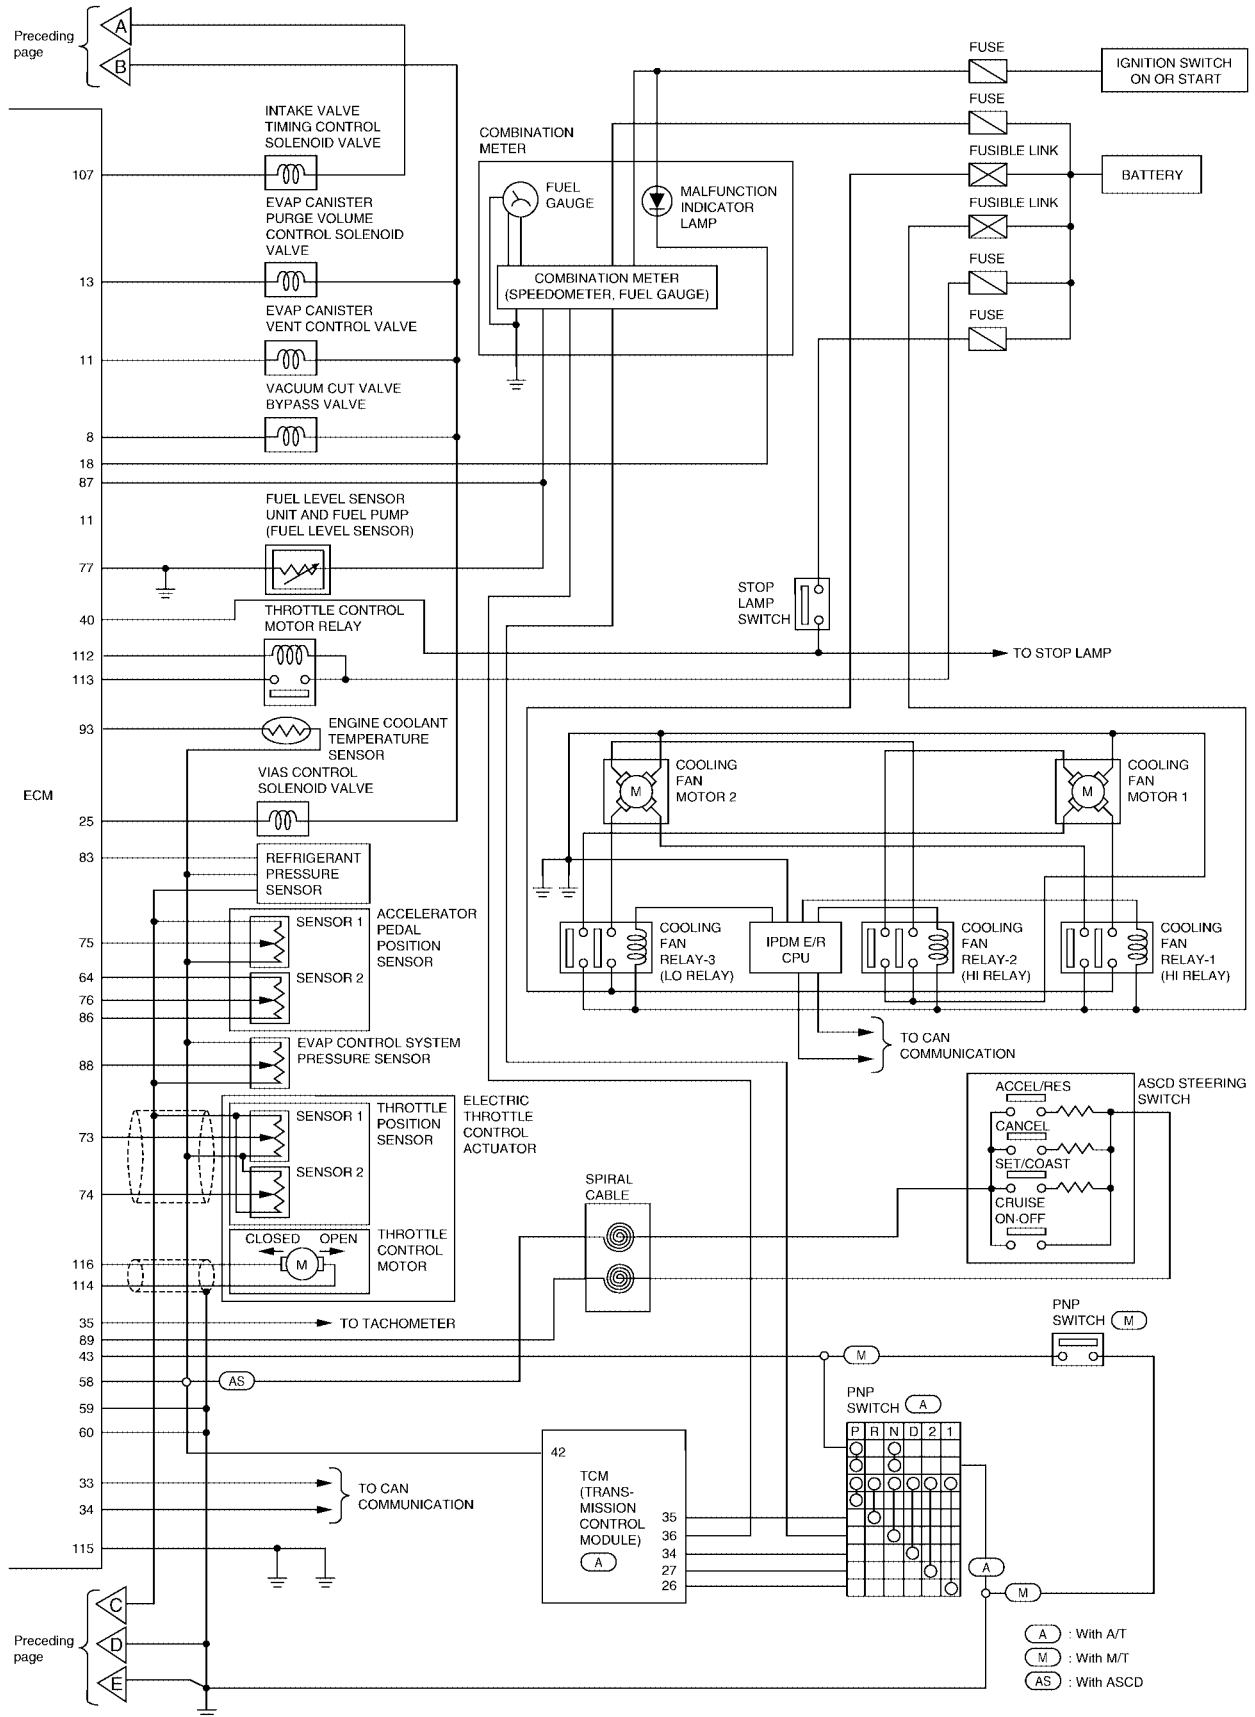 Preceding
page
A
B
INTAKE VALVE
TIMING CONTROL
SOLENOID VALVE
107
EVAP CANISTER
PURGE VOLUME
CONTROL SOLENOID
VALVE
13
EVAP CANISTER
VENT CONTROL VALVE
11
VACUUM CUT VALVE
BYPASS VALVE
8
18
87
FUEL LEVEL SENSOR
UNIT AND FUEL PUMP
(FUEL LEVEL SENSOR)
11
77
40
THROTTLE CONTROL
MOTOR RELAY
112
113
93
ENGINE COOLANT
TEMPERATURE
SENSOR
VIAS CONTROL
SOLENOID VALVE
ECM
25
83
REFRIGERANT
PRESSURE
SENSOR
SENSOR 1
ACCELERATOR
PEDAL
POSITION
SENSOR
75
64
SENSOR 2
76
86
EVAP CONTROL SYSTEM
PRESSURE SENSOR
88
SENSOR 1
THROTTLE
POSITION
SENSOR
ELECTRIC
THROTTLE
CONTROL
ACTUATOR
73
SENSOR 2
74
CLOSED
OPEN
M
THROTTLE
CONTROL
MOTOR
116
114
35
TO TACHOMETER
89
43
58
AS
59
60
33
34
TO CAN
COMMUNICATION
115
C
D
E
Preceding
page
COMBINATION
METER
FUEL
GAUGE
MALFUNCTION
INDICATOR
LAMP
COMBINATION METER
(SPEEDOMETER, FUEL GAUGE)
FUSE
IGNITION SWITCH
ON OR START
FUSE
FUSIBLE LINK
BATTERY
FUSIBLE LINK
FUSE
FUSE
STOP
LAMP
SWITCH
TO STOP LAMP
M
COOLING
FAN
MOTOR 2
M
COOLING
FAN
MOTOR 1
COOLING
FAN
RELAY-3
(LO RELAY)
IPDM E/R
CPU
COOLING
FAN
RELAY-2
(HI RELAY)
COOLING
FAN
RELAY-1
(HI RELAY)
TO CAN
COMMUNICATION
ACCEL/RES
ASCD STEERING
SWITCH
CANCEL
SET/COAST
CRUISE
ON-OFF
SPIRAL
CABLE
PNP
SWITCH M
M
PNP
SWITCH A
P R N D 2 1
42
TCM
(TRANS-
MISSION
CONTROL
MODULE)
A
35
36
34
27
26
A
M
A : With A/T
M : With M/T
AS : With ASCD